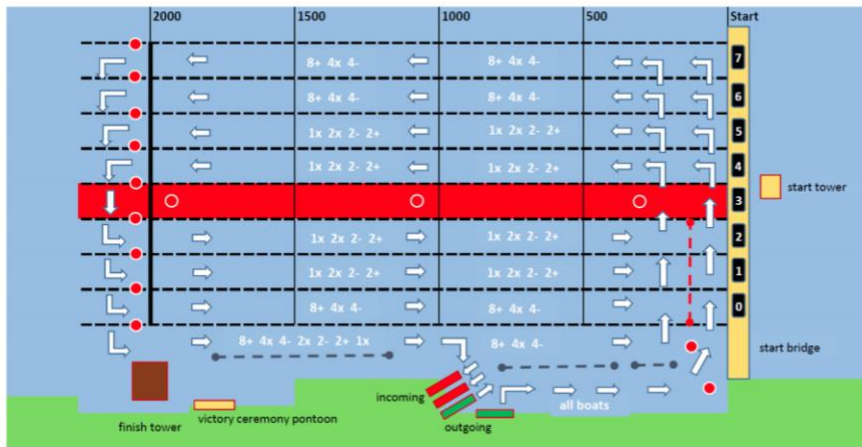 2000 1500 1000 500 Start
8+ 4x 4- 8+ 4x 4- 7
8+ 4x 4- 8+ 4x 4- 6
1x 2x 2- 2+ 1x 2x 2- 2+ 5
1x 2x 2- 2+ 1x 2x 2- 2+ 4
3
start tower
1x 2x 2- 2+ 1x 2x 2- 2+ 2
1x 2x 2- 2+ 1x 2x 2- 2+ 1
8+ 4x 4- 8+ 4x 4- 0
8+ 4x 4- 2x 2- 2+ 1x 8+ 4x 4-
start bridge
incoming
all boats
victory ceremony pontoon
finish tower
outgoing